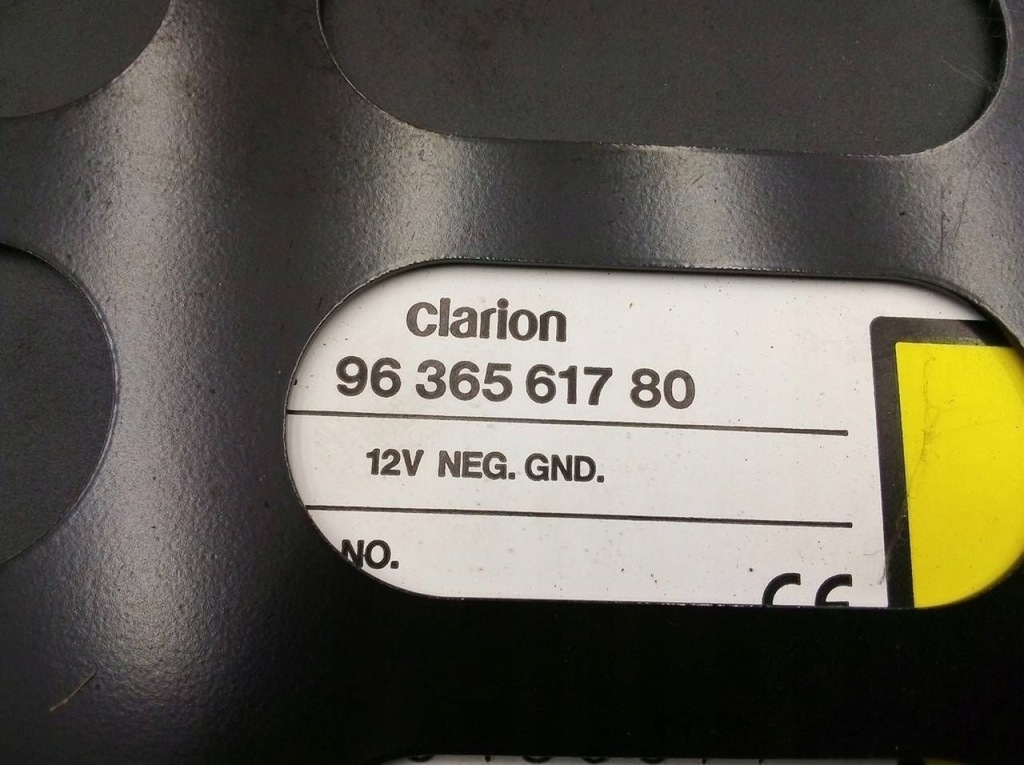 Clarion
96 365 617 80
12V NEG. GND.
NO.
CE